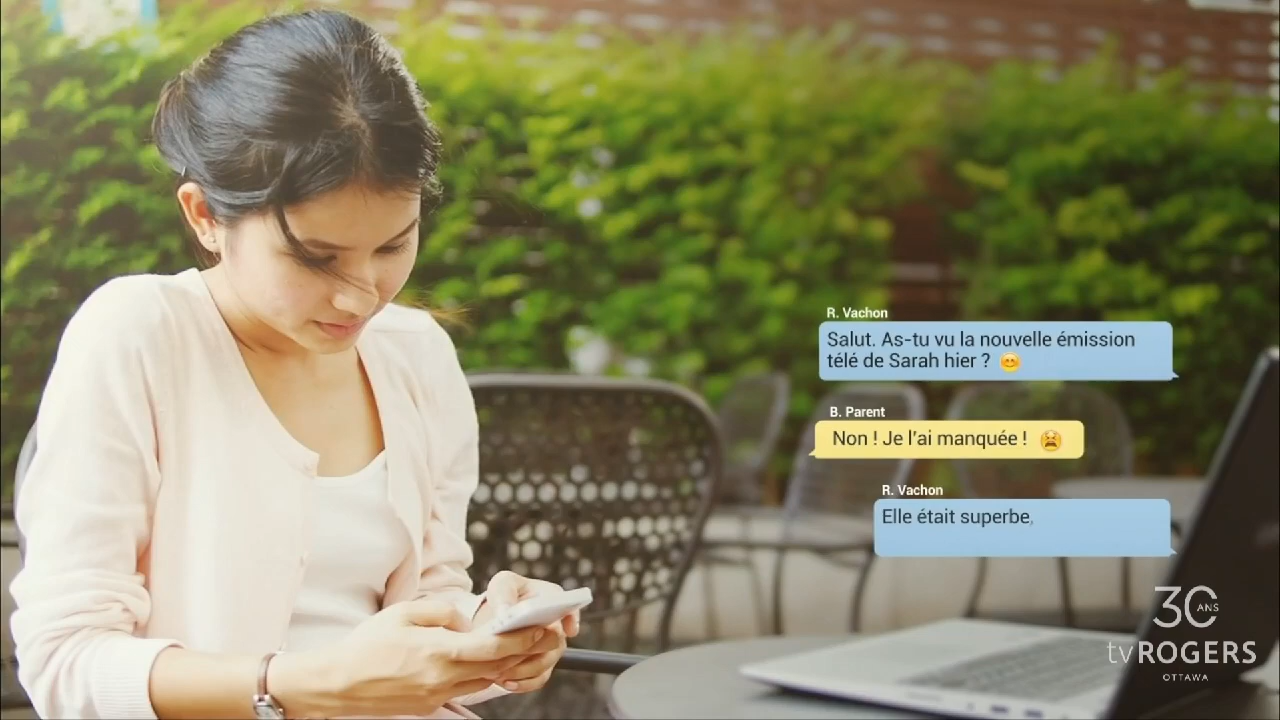 R. Vachon
Salut. As-tu vu la nouvelle émission
télé de Sarah hier ? 😊
B. Parent
Non ! Je l'ai manquée ! 😫
R. Vachon
Elle était superbe,
30 ANS
tvROGERS
OTTAWA